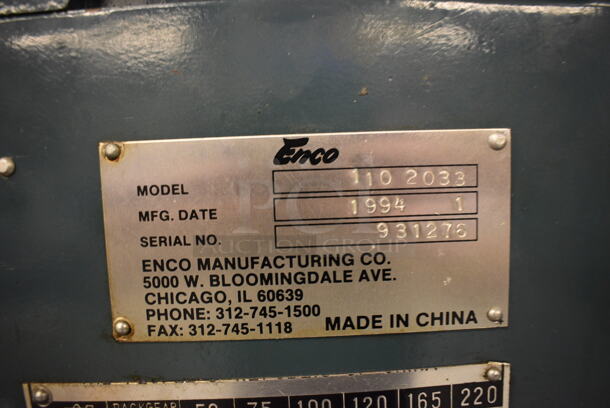 Enco
MODEL 110 2033
MFG. DATE 1994 1
SERIAL NO. 931276
ENCO MANUFACTURING CO.
5000 W. BLOOMINGDALE AVE.
CHICAGO, IL 60639
PHONE: 312-745-1500
FAX: 312-745-1118 MADE IN CHINA
BACKGEAR 50 75 100 120 165 220